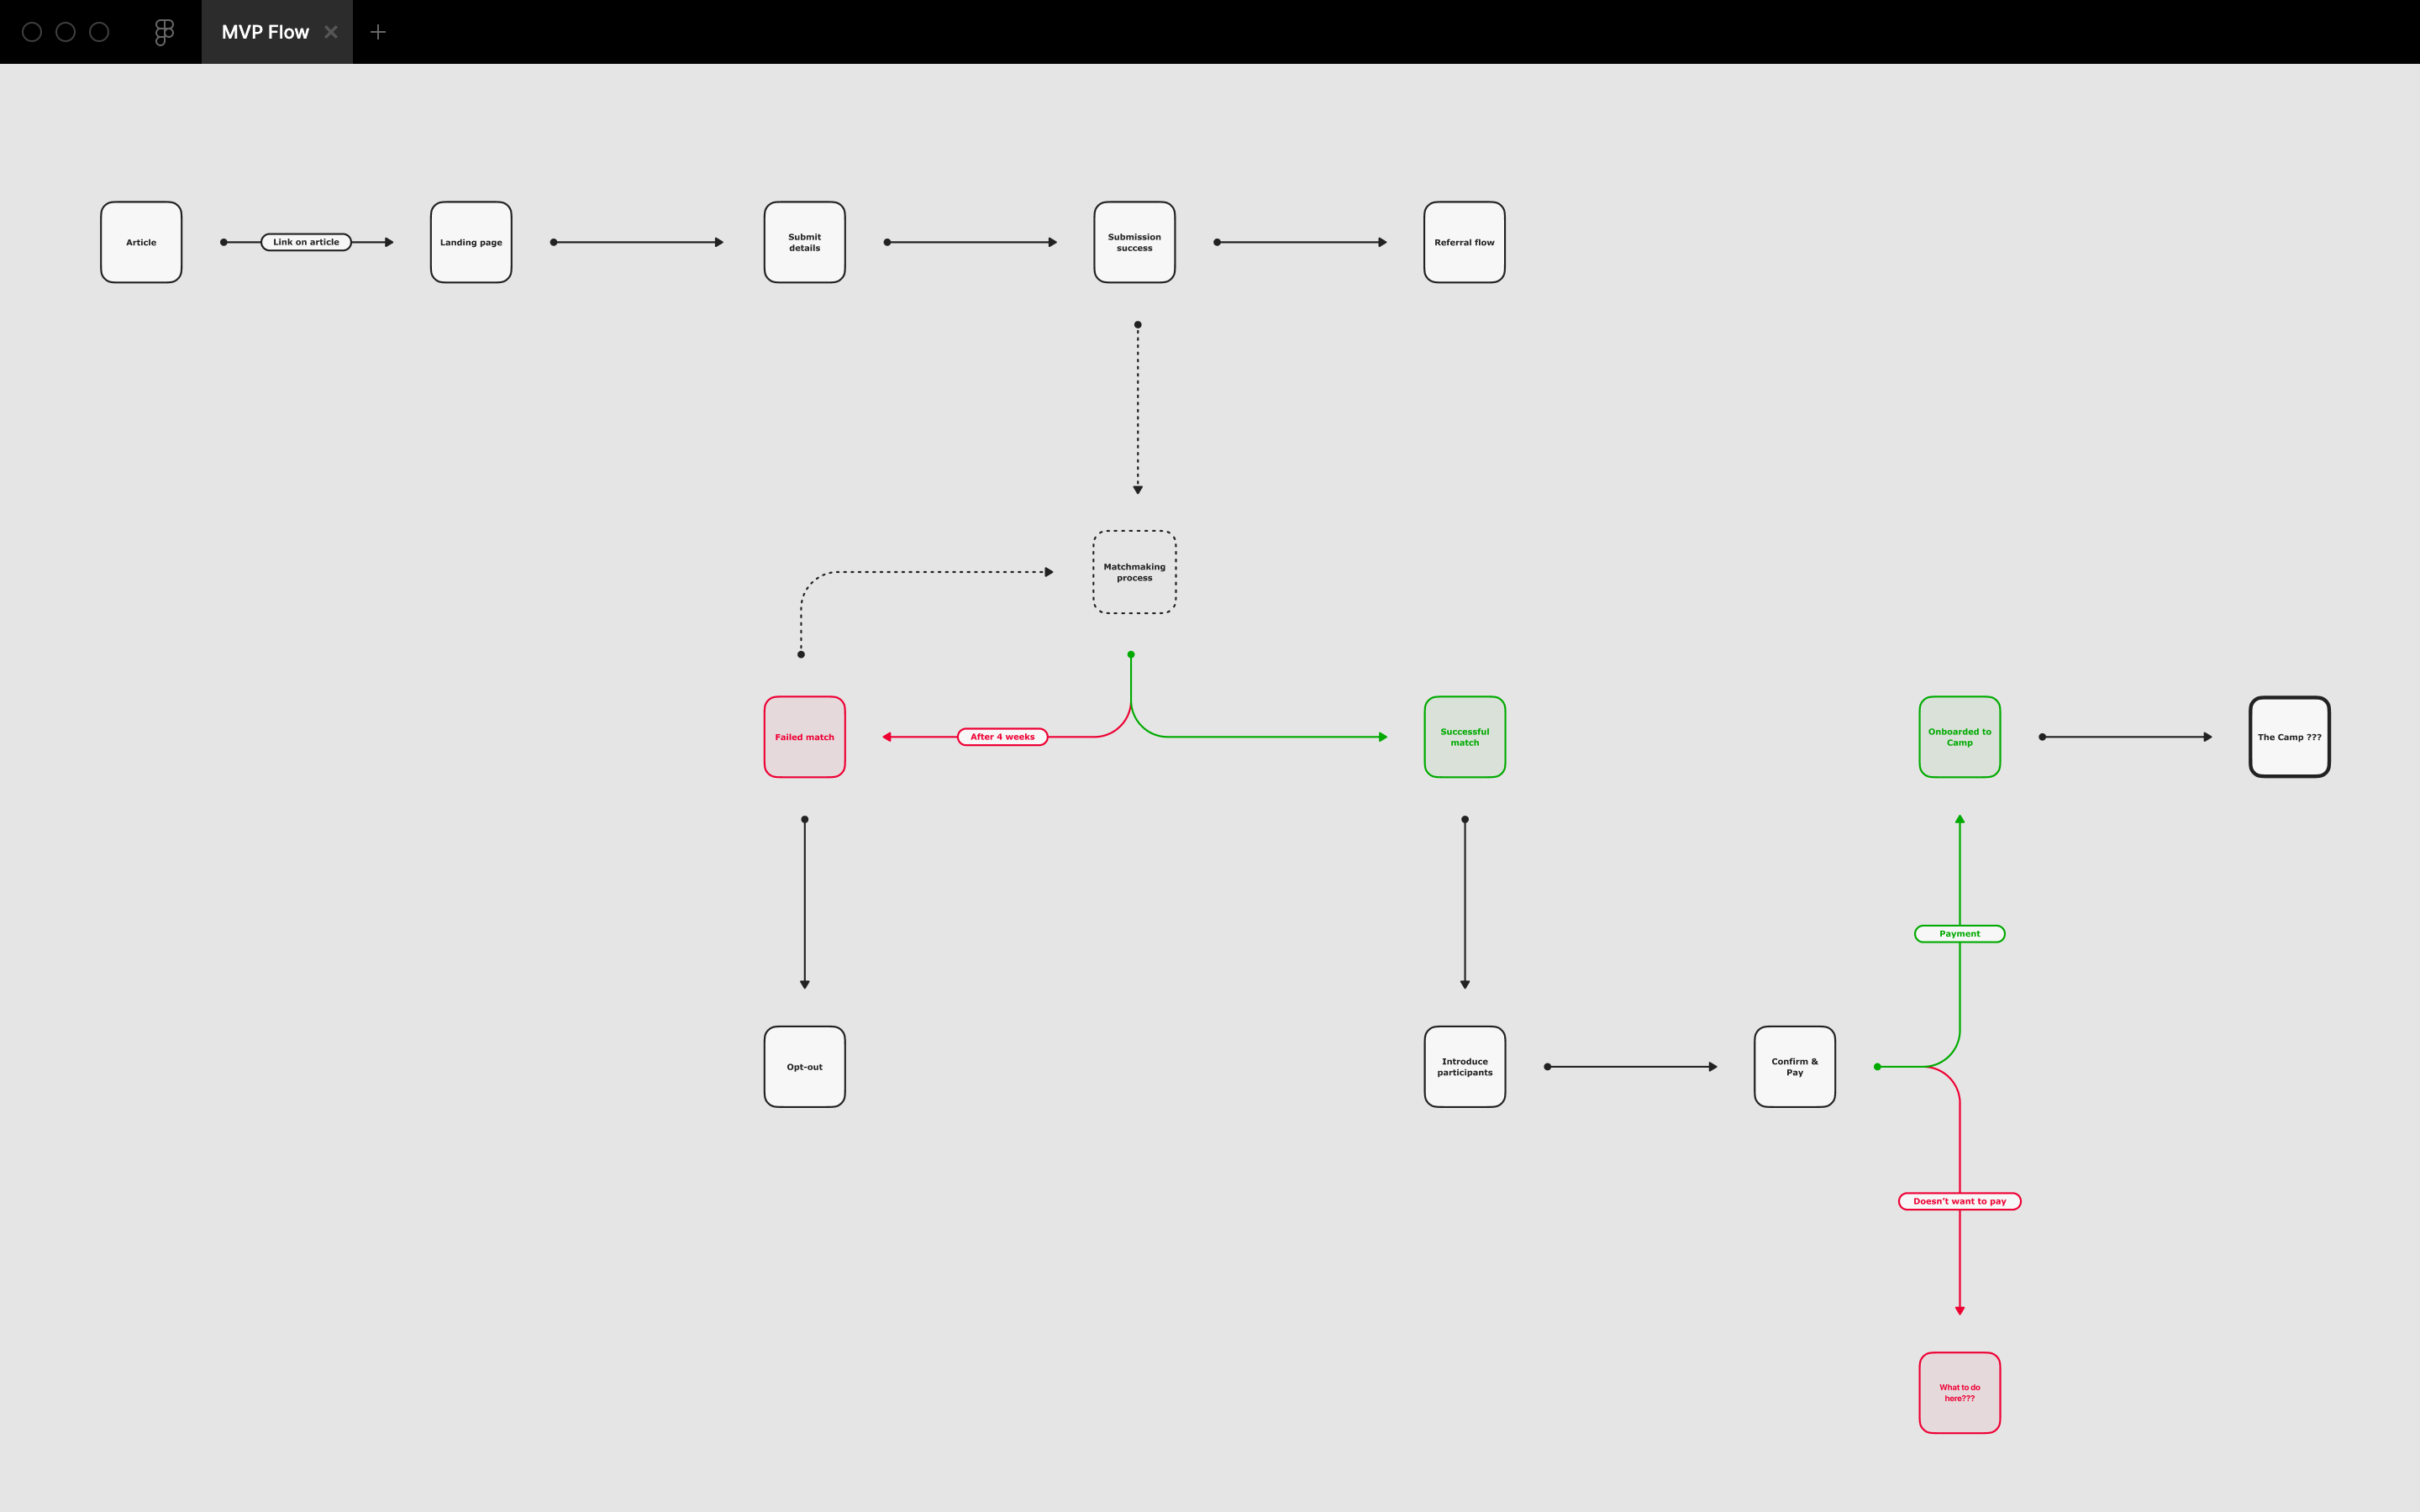 MVP Flow
Article
Link on article
Landing page
Submit
details
Submission
success
Referral flow
Matchmaking
process
Failed match
After 4 weeks
Successful
match
Onboarded to
Camp
The Camp ???
Payment
Opt-out
Introduce
participants
Confirm &
Pay
Doesn't want to pay
What to do
here???